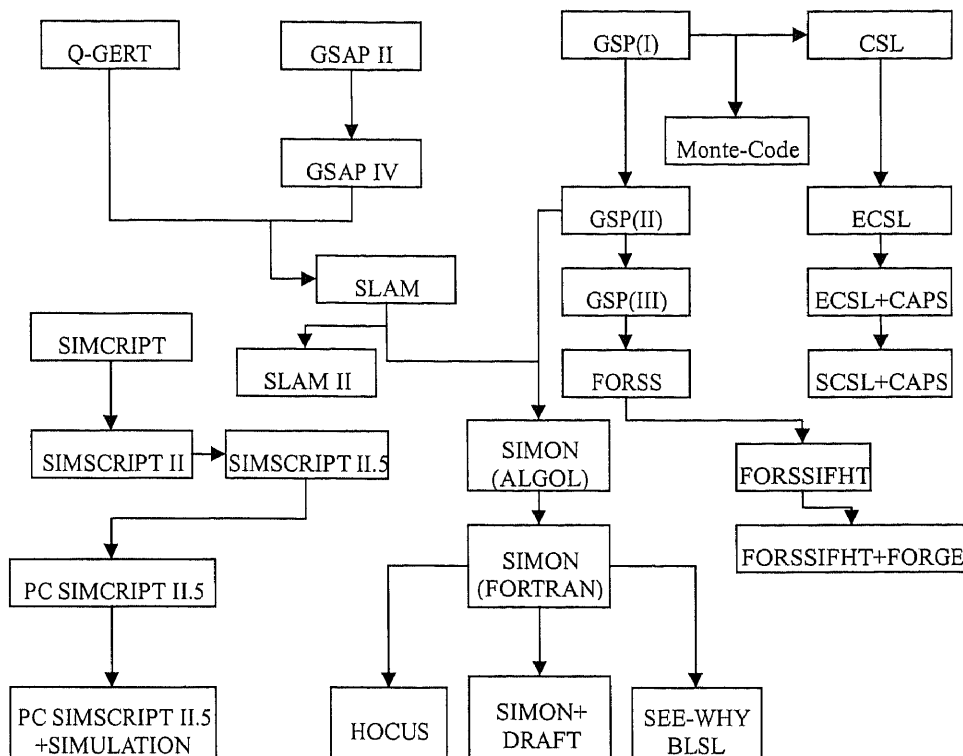 Q-GERT
GSAP II
GSP(I)
CSL
Monte-Code
GSAP IV
GSP(II)
ECSL
SLAM
GSP(III)
ECSL+CAPS
SIMCRIPT
SLAM II
FORSS
SCSL+CAPS
SIMSCRIPT II
SIMSCRIPT II.5
SIMON
(ALGOL)
FORSSIFHT
PC SIMCRIPT II.5
SIMON
(FORTRAN)
FORSSIFHT+FORGE
PC SIMSCRIPT II.5
+SIMULATION
HOCUS
SIMON+
DRAFT
SEE-WHY
BLSL